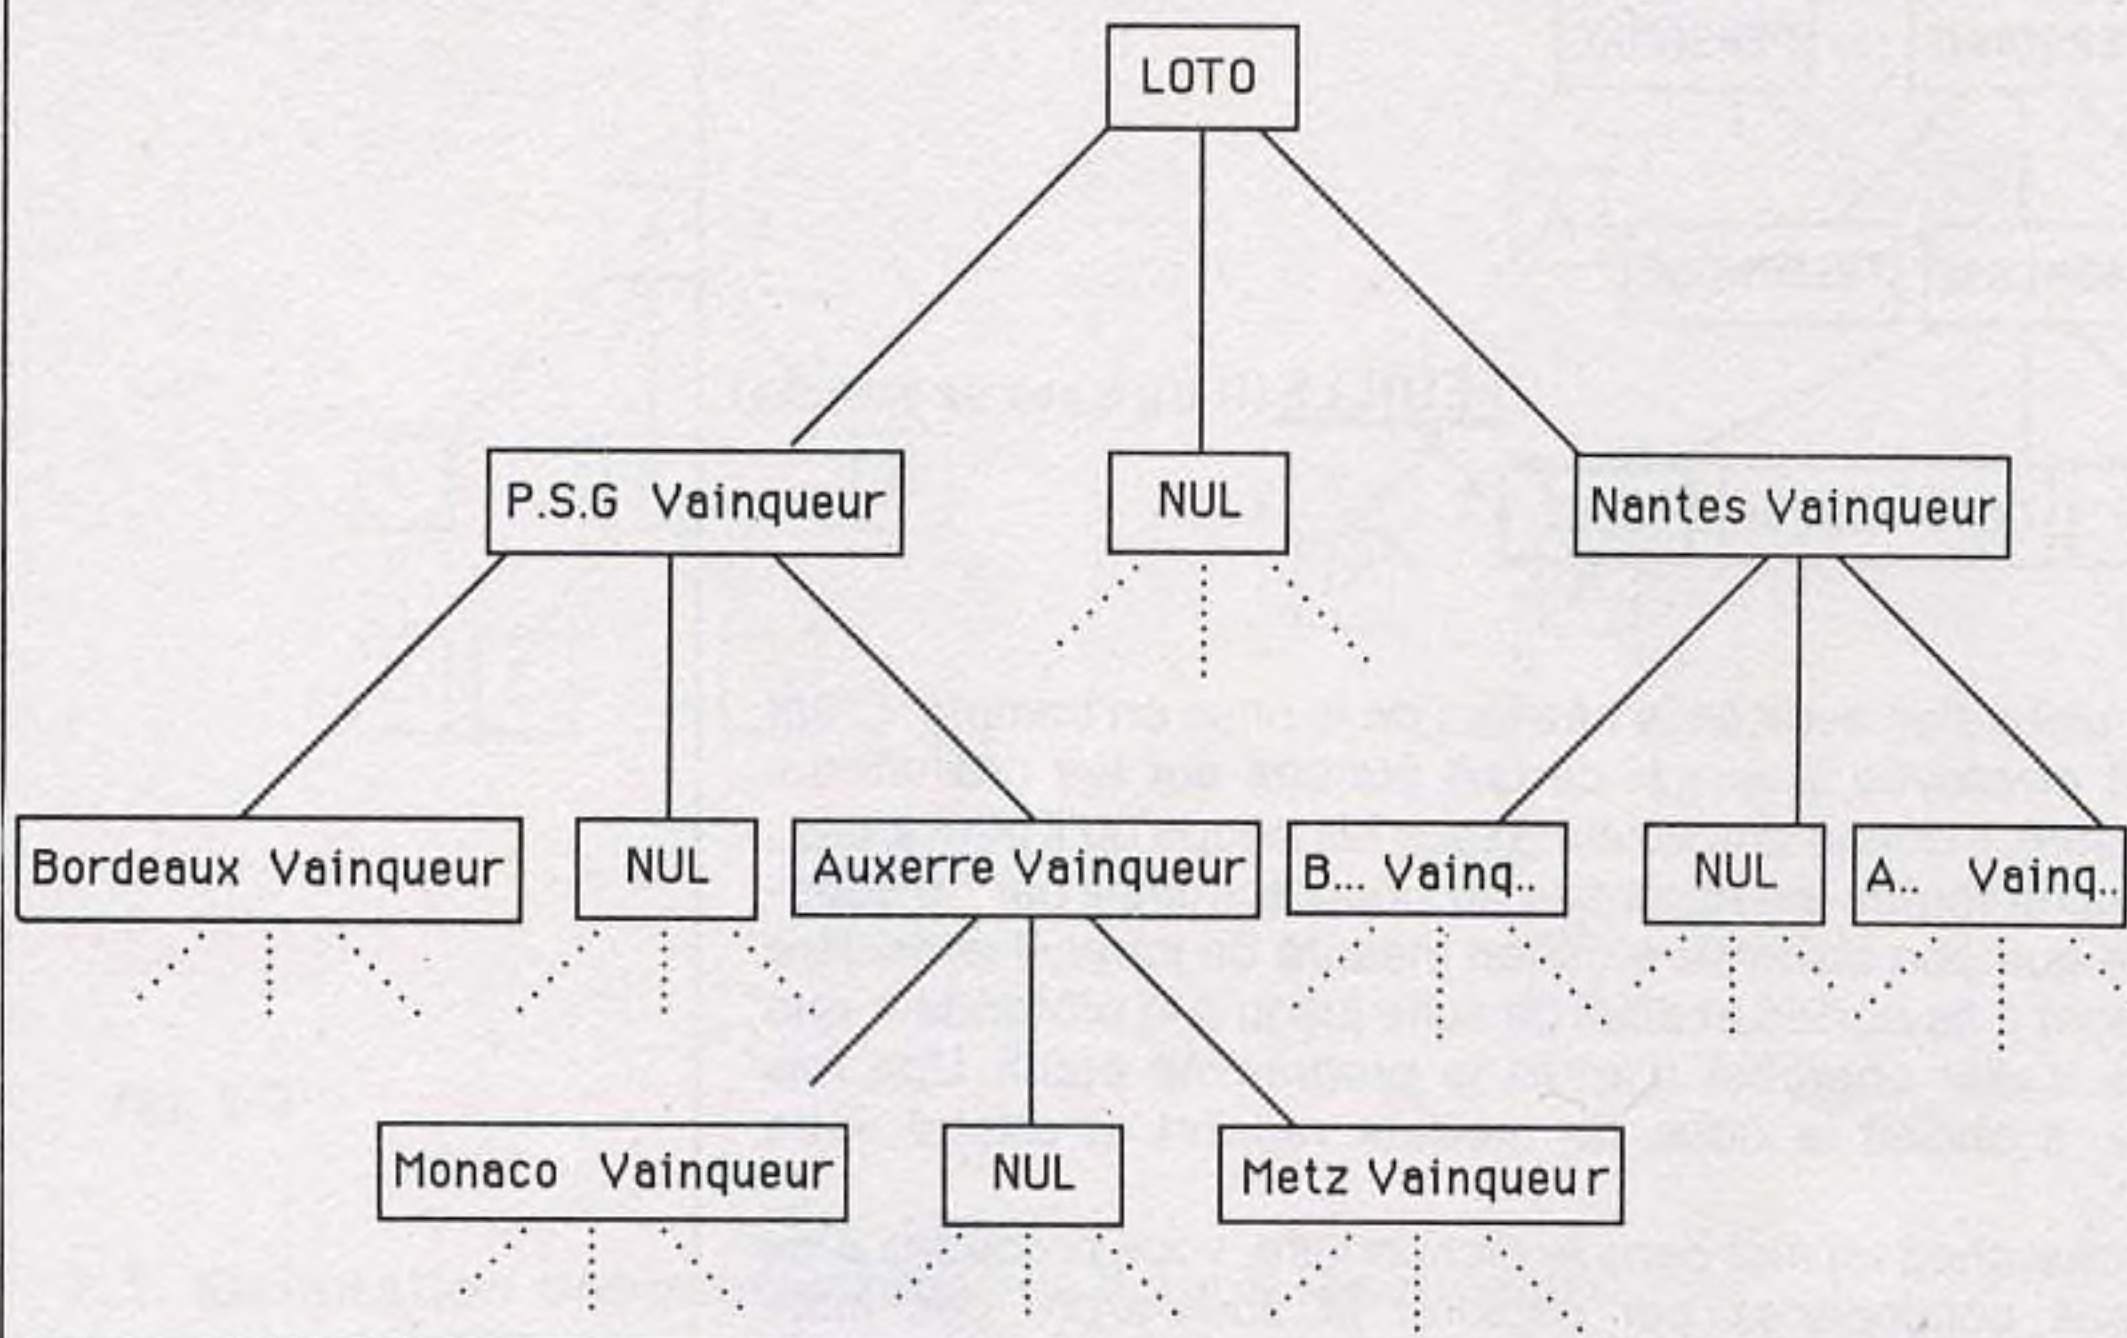 LOTO
P.S.G Vainqueur
NUL
Nantes Vainqueur
Bordeaux Vainqueur
NUL
Auxerre Vainqueur
B... Vainq..
NUL
A.. Vainq..
Monaco Vainqueur
NUL
Metz Vainqueur